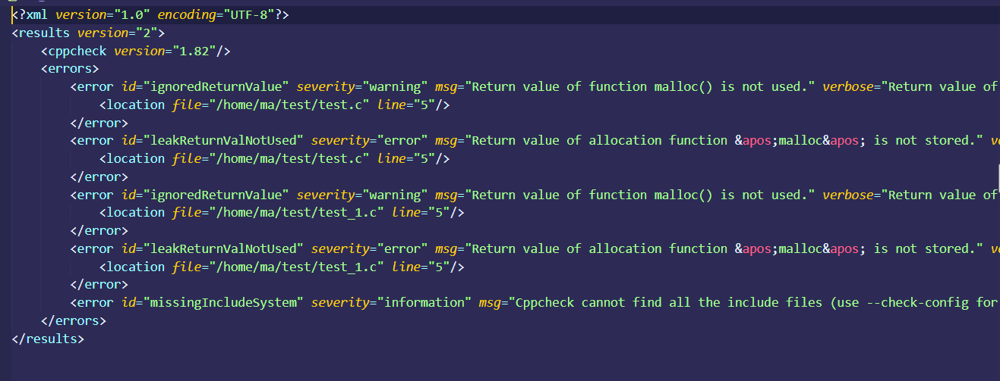 <?xml version="1.0" encoding="UTF-8"?>
<results version="2">
    <cppcheck version="1.82"/>
    <errors>
        <error id="ignoredReturnValue" severity="warning" msg="Return value of function malloc() is not used." verbose="Return value of
            <location file="/home/ma/test/test.c" line="5"/>
        </error>
        <error id="leakReturnValNotUsed" severity="error" msg="Return value of allocation function &apos;malloc&apos; is not stored."
            <location file="/home/ma/test/test.c" line="5"/>
        </error>
        <error id="ignoredReturnValue" severity="warning" msg="Return value of function malloc() is not used." verbose="Return value of
            <location file="/home/ma/test/test_1.c" line="5"/>
        </error>
        <error id="leakReturnValNotUsed" severity="error" msg="Return value of allocation function &apos;malloc&apos; is not stored."
            <location file="/home/ma/test/test_1.c" line="5"/>
        </error>
        <error id="missingIncludeSystem" severity="information" msg="Cppcheck cannot find all the include files (use --check-config for
    </errors>
</results>